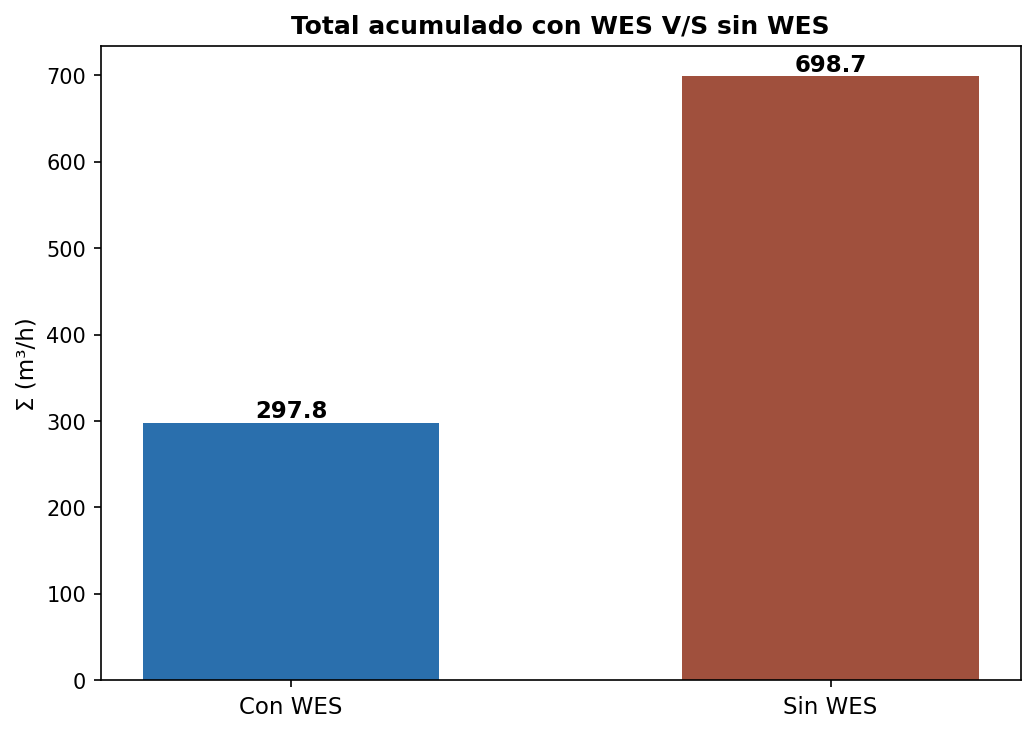 Total acumulado con WES V/S sin WES
698.7
297.8
Σ (m³/h)
700
600
500
400
300
200
100
0
Con WES
Sin WES